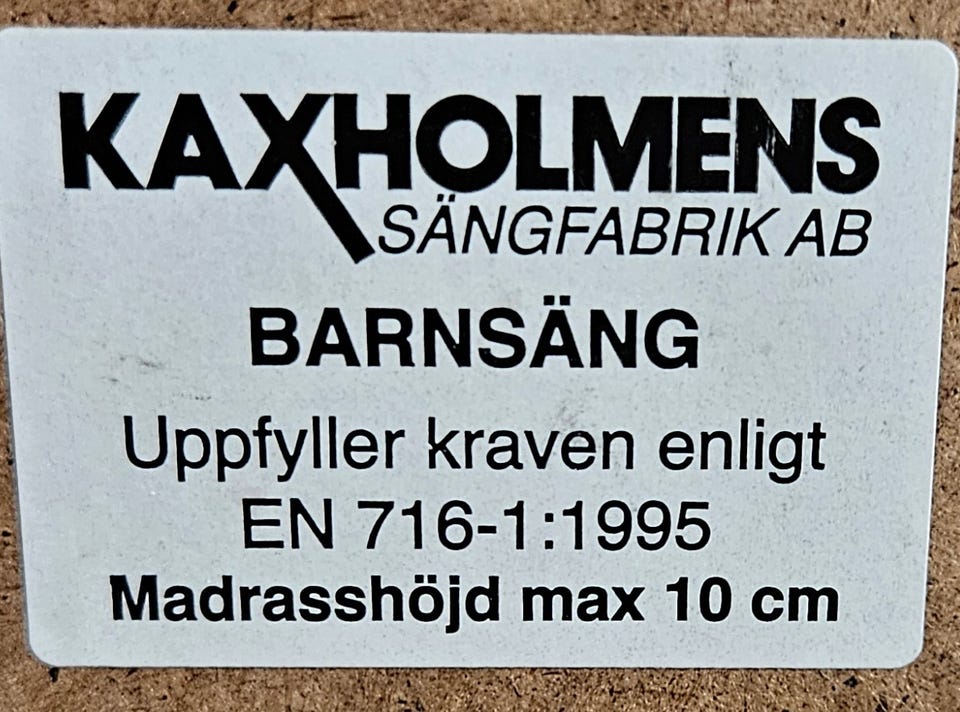 KAXHOLMENS
SÄNGFABRIK AB
BARNSÄNG
Uppfyller kraven enligt
EN 716-1:1995
Madrasshöjd max 10 cm